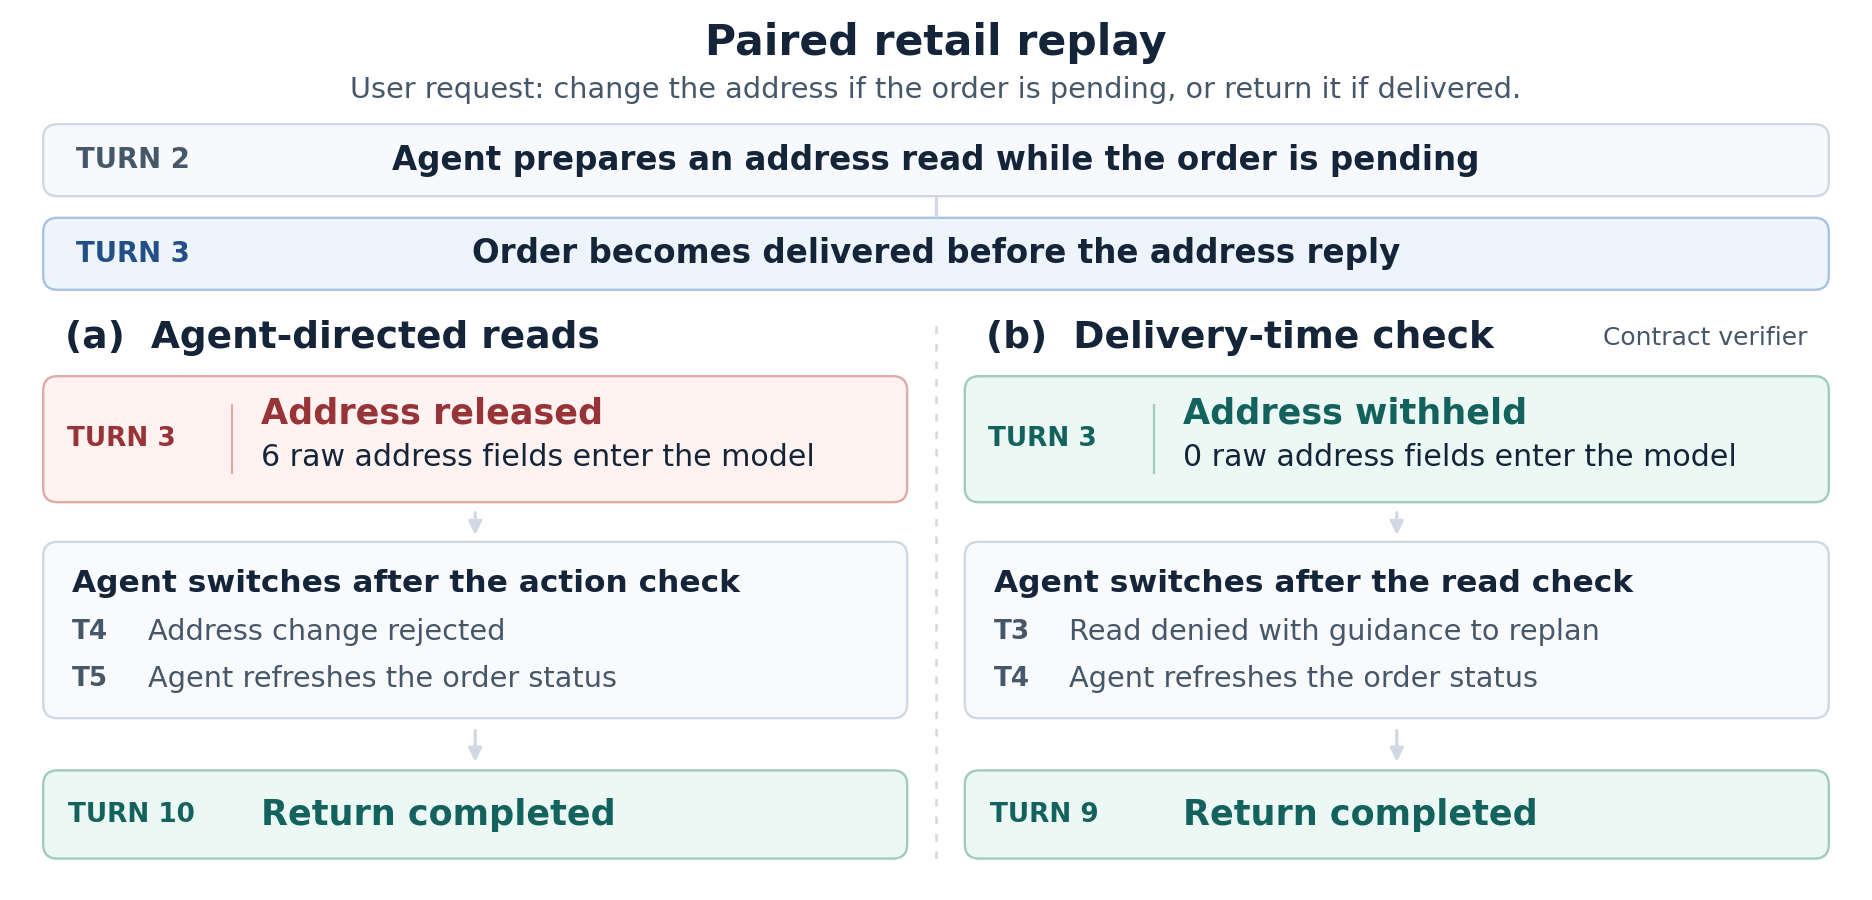 Paired retail replay
User request: change the address if the order is pending, or return it if delivered.
TURN 2 Agent prepares an address read while the order is pending
TURN 3 Order becomes delivered before the address reply
(a) Agent-directed reads
TURN 3
Address released
6 raw address fields enter the model
Agent switches after the action check
T4 Address change rejected
T5 Agent refreshes the order status
TURN 10 Return completed
(b) Delivery-time check
Contract verifier
TURN 3
Address withheld
0 raw address fields enter the model
Agent switches after the read check
T3 Read denied with guidance to replan
T4 Agent refreshes the order status
TURN 9 Return completed